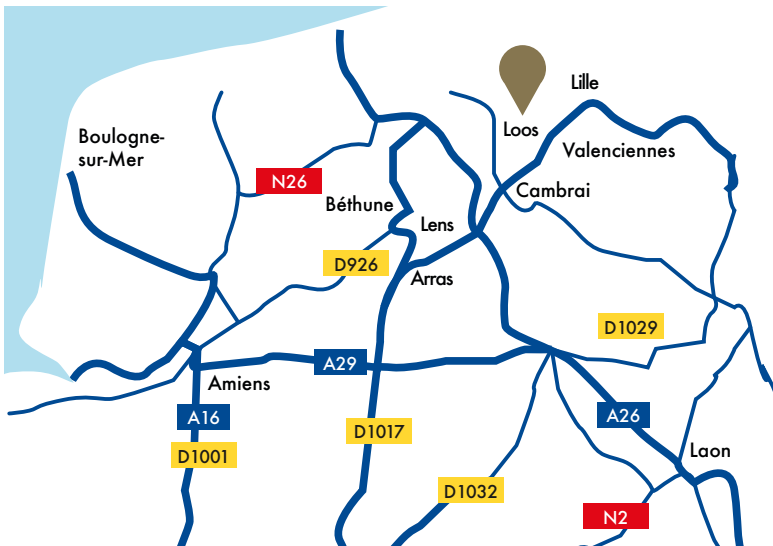 Lille
Loos
Boulogne-
sur-Mer
Valenciennes
N26
Cambrai
Béthune
Lens
D926
Arras
D1029
A29
Amiens
A16
A26
D1017
D1001
Laon
D1032
N2